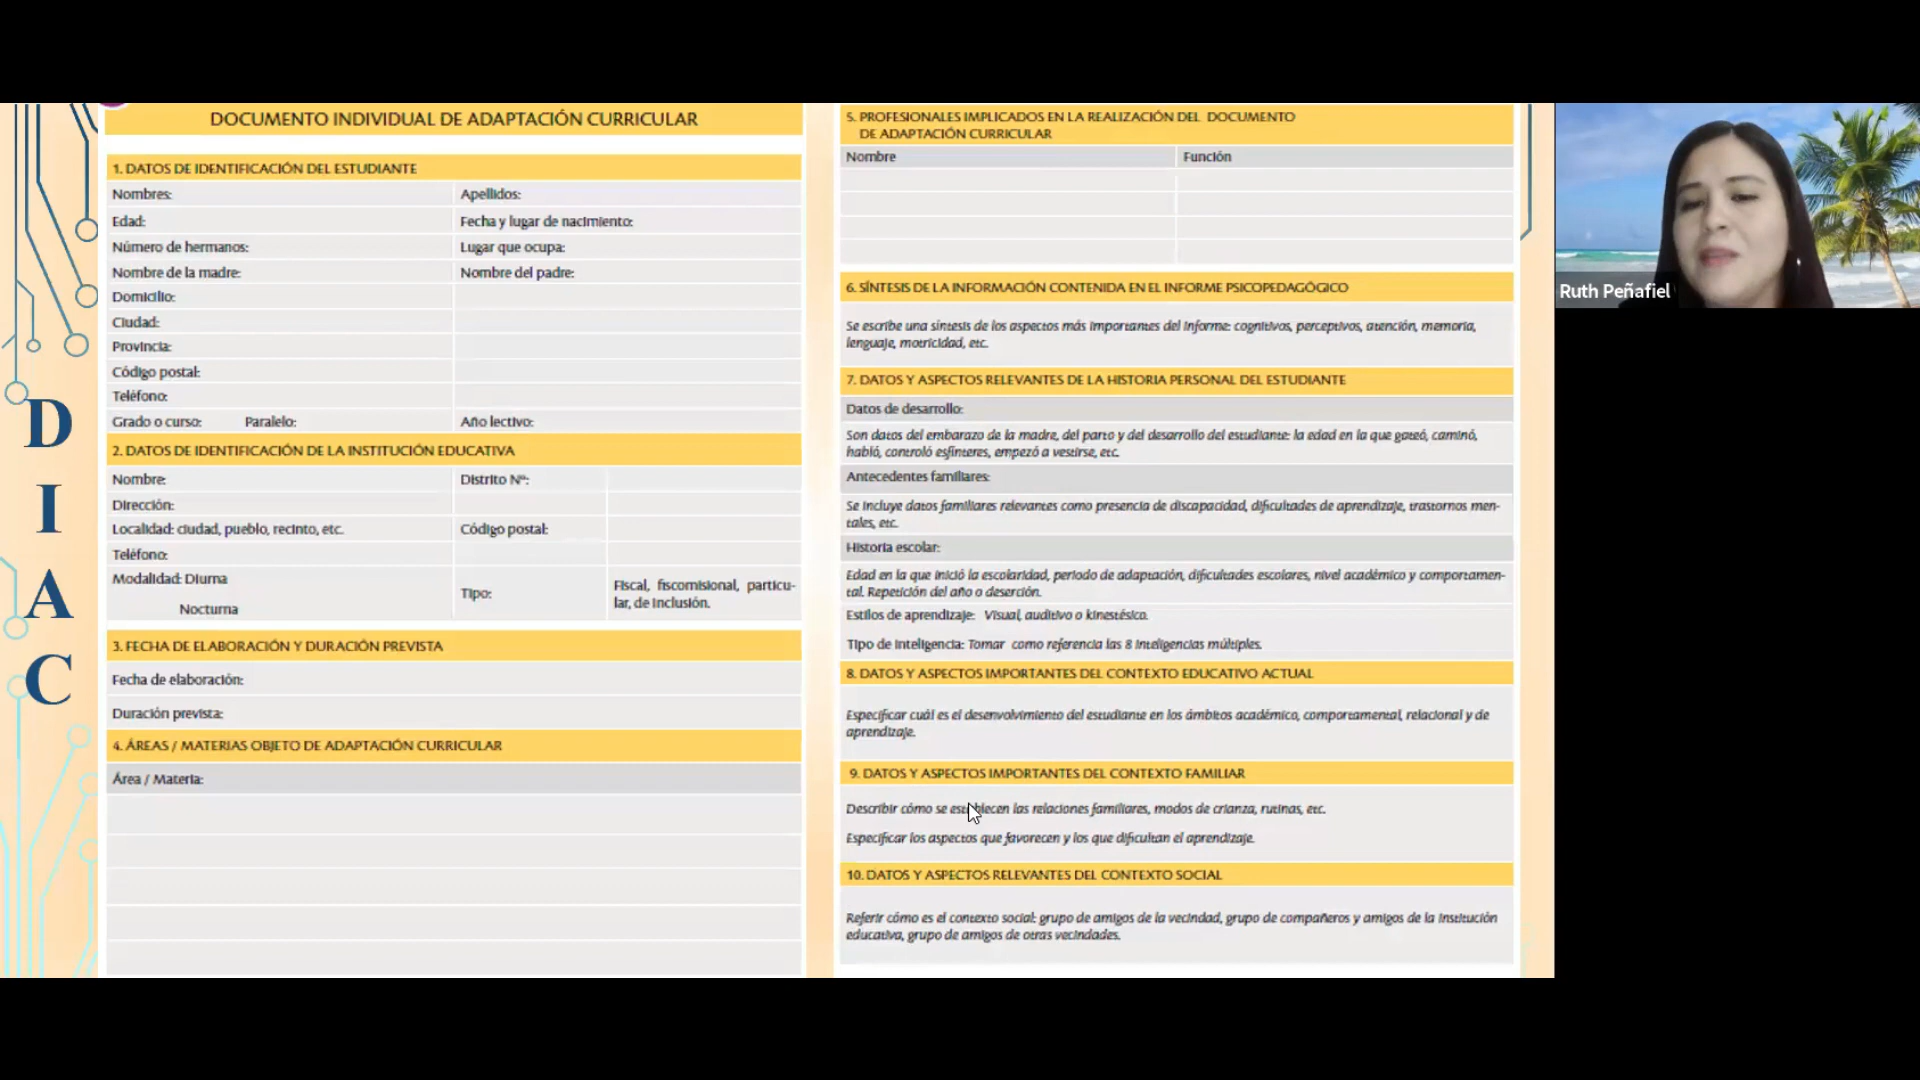 DOCUMENTO INDIVIDUAL DE ADAPTACIÓN CURRICULAR
1. DATOS DE IDENTIFICACIÓN DEL ESTUDIANTE
Nombres:
Apellidos:
Edad:
Fecha y lugar de nacimiento:
Número de hermanos:
Lugar que ocupa:
Nombre de la madre:
Nombre del padre:
Domicilio:
Ciudad:
Provincia:
Código postal:
Teléfono:
Grado o curso:
Paralelo:
Año lectivo:
2. DATOS DE IDENTIFICACIÓN DE LA INSTITUCIÓN EDUCATIVA
Nombre:
Distrito Nº:
Dirección:
Localidad: ciudad, pueblo, recinto, etc.
Código postal:
Teléfono:
Modalidad: Diurna
Nocturna
Tipo:
Fiscal, fiscomisional, particu-
lar, de inclusión.
3. FECHA DE ELABORACIÓN Y DURACIÓN PREVISTA
Fecha de elaboración:
Duración prevista:
4. ÁREAS / MATERIAS OBJETO DE ADAPTACIÓN CURRICULAR
Área / Materia:
5. PROFESIONALES IMPLICADOS EN LA REALIZACIÓN DEL DOCUMENTO
DE ADAPTACIÓN CURRICULAR
Nombre
Función
6. SÍNTESIS DE LA INFORMACIÓN CONTENIDA EN EL INFORME PSICOPEDAGÓGICO
Se escribe una síntesis de los aspectos más importantes del informe: cognitivos, perceptivos, atención, memoria,
lenguaje, motricidad, etc.
7. DATOS Y ASPECTOS RELEVANTES DE LA HISTORIA PERSONAL DEL ESTUDIANTE
Datos de desarrollo:
Son datos del embarazo de la madre, del parto y del desarrollo del estudiante: la edad en la que gateó, caminó,
habló, controló esfínteres, empezó a vestirse, etc.
Antecedentes familiares:
Se incluye datos familiares relevantes como presencia de discapacidad, dificultades de aprendizaje, trastornos men-
tales, etc.
Historia escolar:
Edad en la que inició la escolaridad, periodo de adaptación, dificultades escolares, nivel académico y comportamen-
tal. Repetición del año o deserción.
Estilos de aprendizaje: Visual, auditivo o kinestésico.
Tipo de inteligencia: Tomar como referencia las 8 inteligencias múltiples.
8. DATOS Y ASPECTOS IMPORTANTES DEL CONTEXTO EDUCATIVO ACTUAL
Especificar cuál es el desenvolvimiento del estudiante en los ámbitos académico, comportamental, relacional y de
aprendizaje.
9. DATOS Y ASPECTOS IMPORTANTES DEL CONTEXTO FAMILIAR
Describir cómo se establecen las relaciones familiares, modos de crianza, rutinas, etc.
Especificar los aspectos que favorecen y los que dificultan el aprendizaje.
10. DATOS Y ASPECTOS RELEVANTES DEL CONTEXTO SOCIAL
Referir cómo es el contexto social: grupo de amigos de la vecindad, grupo de compañeros y amigos de la institución
educativa, grupo de amigos de otras vecindades.
D
I
A
C
Ruth Peñafiel